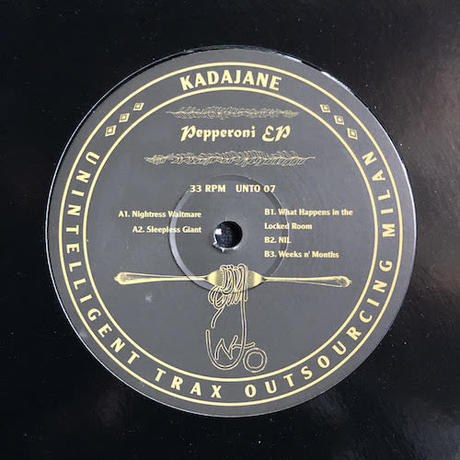 KADAJANE
Pepperoni EP
33 RPM UNTO 07
A1. Nightress Waitmare
A2. Sleepless Giant
B1. What Happens in the
Locked Room
B2. NIL
B3. Weeks n' Months
UNINTELLIGENT TRAX OUTSOURCING MILAN